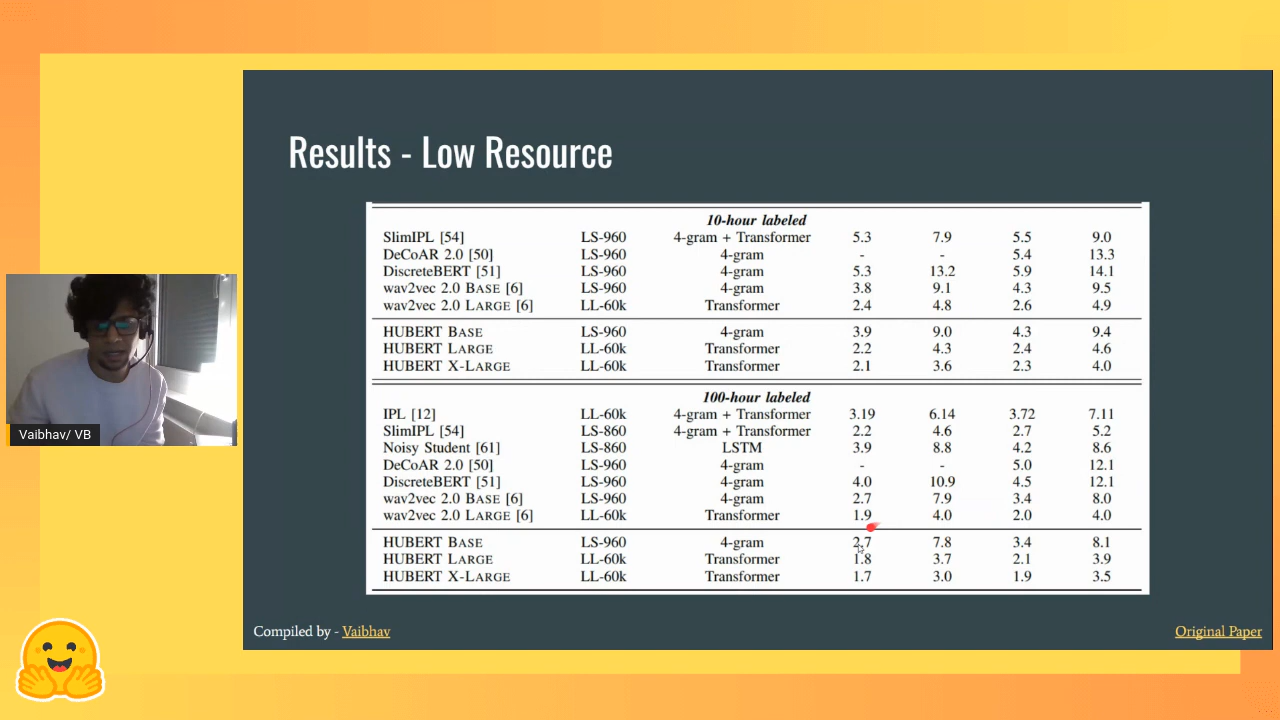 Results - Low Resource
10-hour labeled
SlimIPL [54] LS-960 4-gram + Transformer 5.3 7.9 5.5 9.0
DeCoAR 2.0 [50] LS-960 4-gram - - 5.4 13.3
DiscreteBERT [51] LS-960 4-gram 5.3 13.2 5.9 14.1
wav2vec 2.0 BASE [6] LS-960 4-gram 3.8 9.1 4.3 9.5
wav2vec 2.0 LARGE [6] LL-60k Transformer 2.4 4.8 2.6 4.9
HUBERT BASE LS-960 4-gram 3.9 9.0 4.3 9.4
HUBERT LARGE LL-60k Transformer 2.2 4.3 2.4 4.6
HUBERT X-LARGE LL-60k Transformer 2.1 3.6 2.3 4.0
100-hour labeled
IPL [12] LL-60k 4-gram + Transformer 3.19 6.14 3.72 7.11
SlimIPL [54] LS-860 4-gram + Transformer 2.2 4.6 2.7 5.2
Noisy Student [61] LS-860 LSTM 3.9 8.8 4.2 8.6
DeCoAR 2.0 [50] LS-960 4-gram - - 5.0 12.1
DiscreteBERT [51] LS-960 4-gram 4.0 10.9 4.5 12.1
wav2vec 2.0 BASE [6] LS-960 4-gram 2.7 7.9 3.4 8.0
wav2vec 2.0 LARGE [6] LL-60k Transformer 1.9 4.0 2.0 4.0
HUBERT BASE LS-960 4-gram 2.7 7.8 3.4 8.1
HUBERT LARGE LL-60k Transformer 1.8 3.7 2.1 3.9
HUBERT X-LARGE LL-60k Transformer 1.7 3.0 1.9 3.5
Vaibhav/ VB
Compiled by - Vaibhav
Original Paper